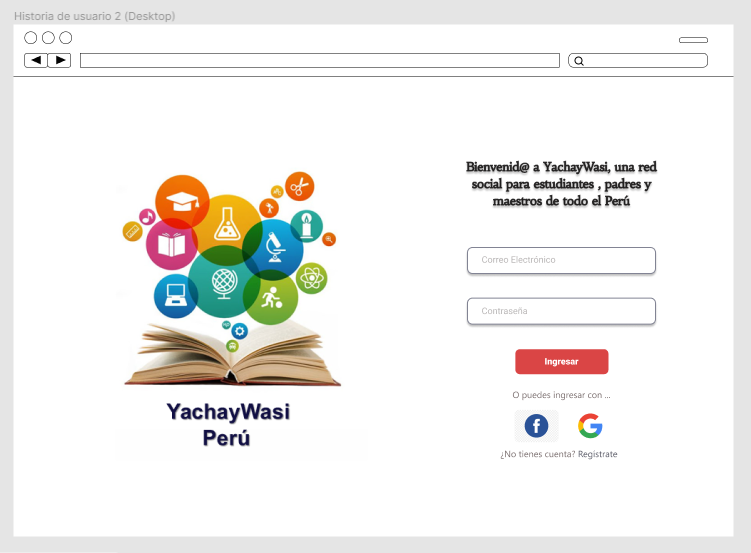 Historia de usuario 2 (Desktop)
Bienvenid@ a YachayWasi, una red
social para estudiantes , padres y
maestros de todo el Perú
Correo Electrónico
Contraseña
Ingresar
O puedes ingresar con ...
¿No tienes cuenta? Registrate
YachayWasi
Perú